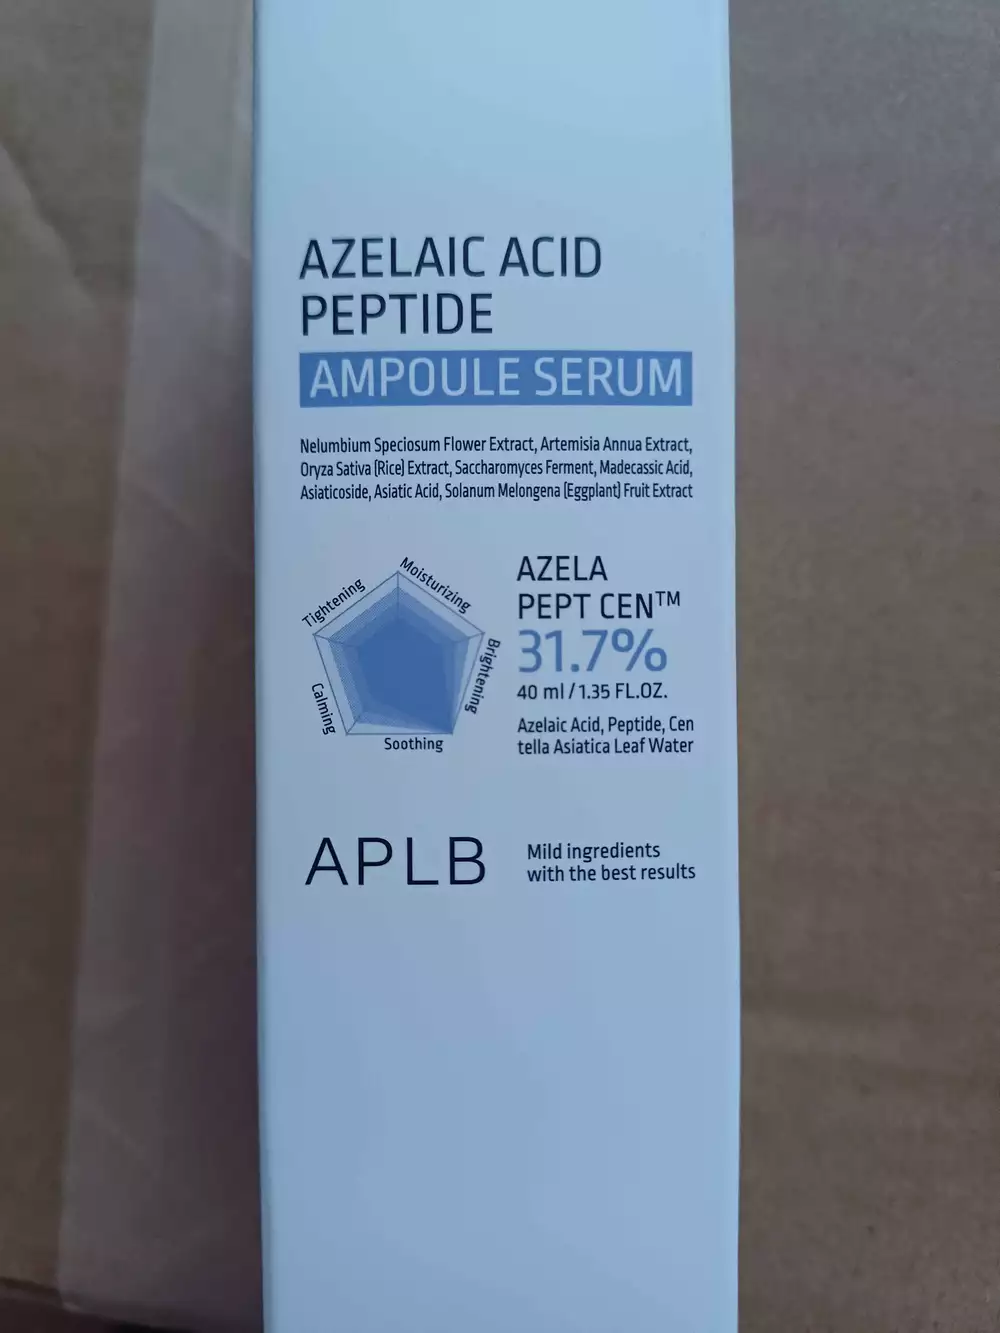 AZELAIC ACID
PEPTIDE
AMPOULE SERUM
Nelumbium Speciosum Flower Extract, Artemisia Annua Extract,
Oryza Sativa (Rice) Extract, Saccharomyces Ferment, Madecassic Acid,
Asiaticoside, Asiatic Acid, Solanum Melongena (Eggplant) Fruit Extract
Tightening
Moisturizing
Brightening
Calming
Soothing
AZELA
PEPT CEN™
31.7%
40 ml / 1.35 FL.OZ.
Azelaic Acid, Peptide, Cen
tella Asiatica Leaf Water
APLB
Mild ingredients
with the best results